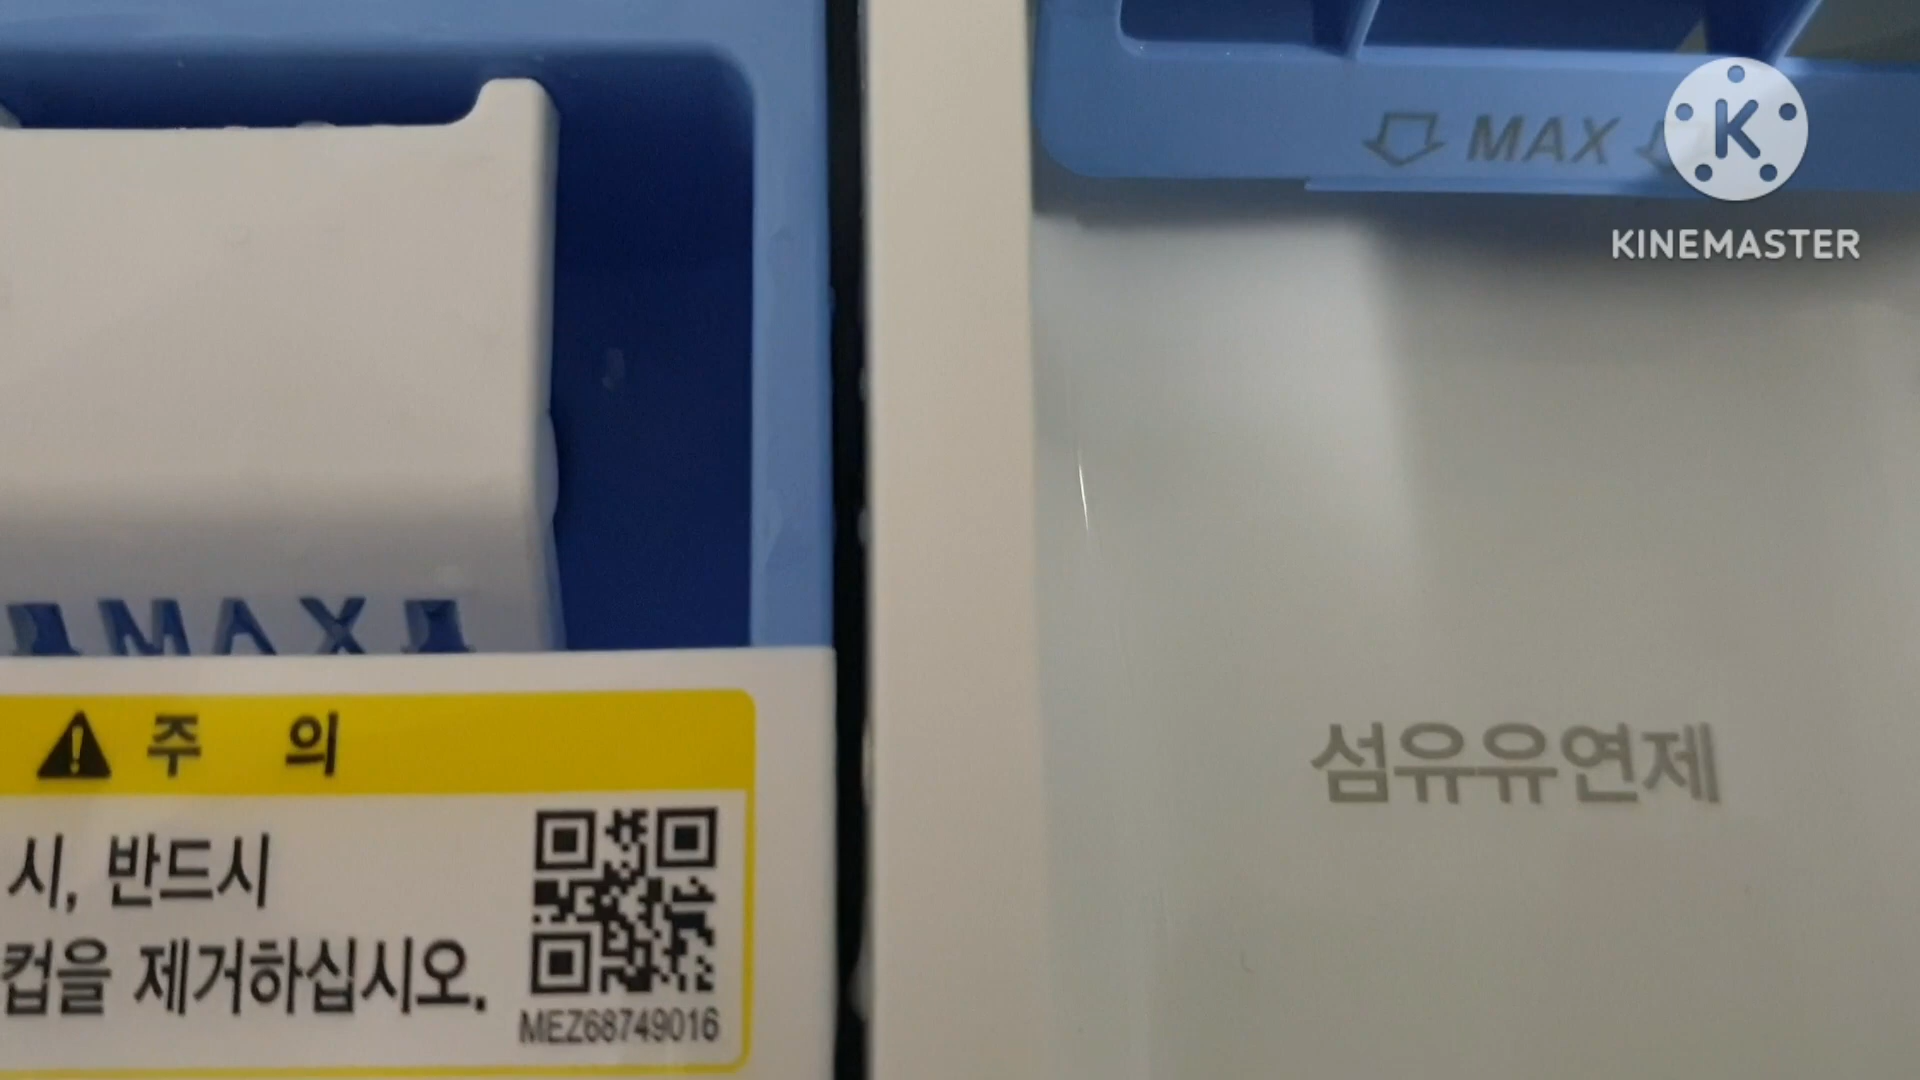 MAX
주 의
시, 반드시
컵을 제거하십시오.
MEZ68749016
MAX
KINEMASTER
섬유유연제